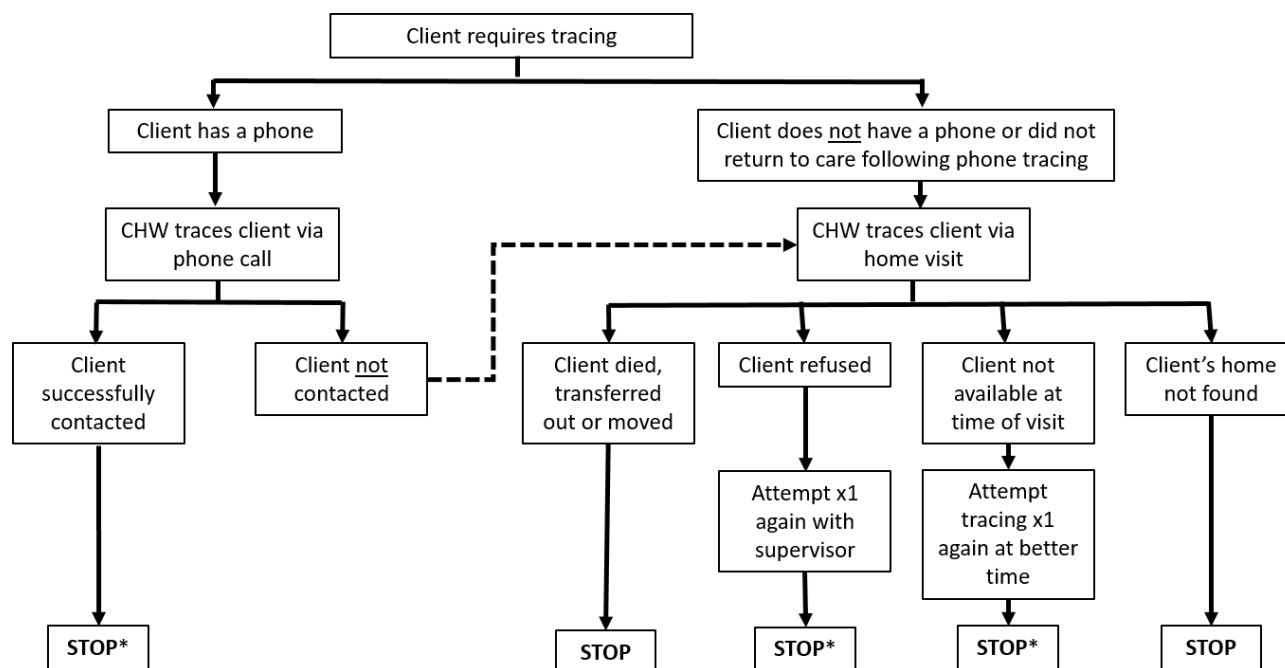 Client requires tracing
Client has a phone
Client does not have a phone or did not
return to care following phone tracing
CHW traces client via
phone call
CHW traces client via
home visit
Client
successfully
contacted
Client not
contacted
Client died,
transferred
out or moved
Client refused
Client not
available at
time of visit
Client’s home
not found
Attempt x1
again with
supervisor
Attempt
tracing x1
again at better
time
STOP*
STOP
STOP*
STOP*
STOP